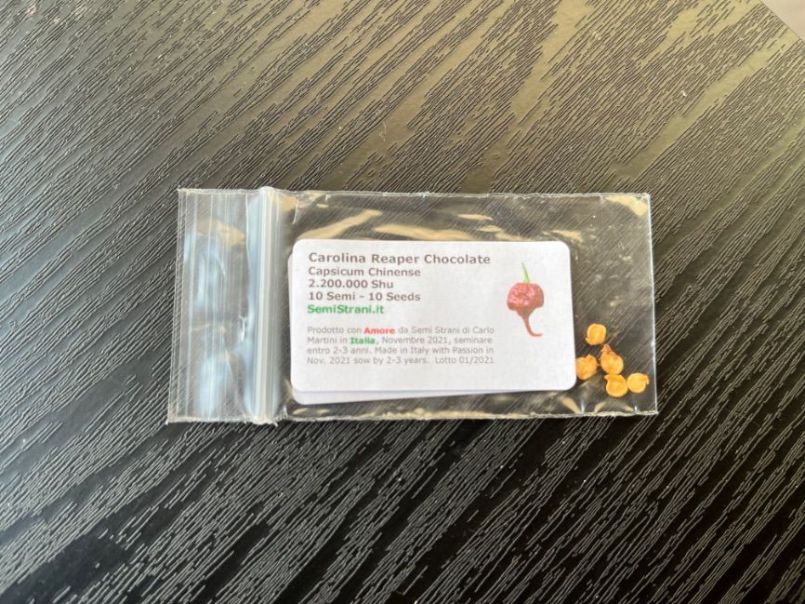 Carolina Reaper Chocolate
Capsicum Chinense
2.200.000 Shu
10 Semi - 10 Seeds
SemiStrani.it
Prodotto con Amore da Semi Strani di Carlo
Martini in Italia, Novembre 2021, seminare
entro 2-3 anni. Made in Italy with Passion in
Nov. 2021 sow by 2-3 years. Lotto 01/2021